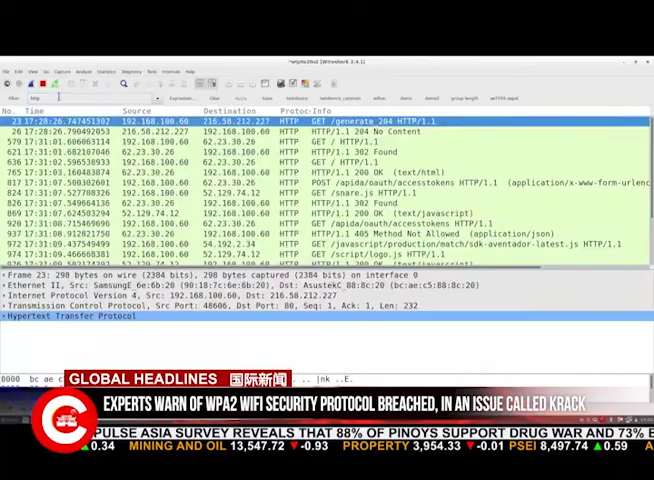 *wlp4s20u2 [Wireshark 2.4.1]
File Edit View Go Capture Analyze Statistics Telephony Tools Internals Help
Filter: http Expression... Clear Apply Save
No. Time Source Destination Protoc Info
23 17:28:26.747451302 192.168.100.60 216.58.212.227 HTTP GET /generate_204 HTTP/1.1
26 17:28:26.790492053 216.58.212.227 192.168.100.60 HTTP HTTP/1.1 204 No Content
579 17:31:01.606063114 192.168.100.60 62.23.30.26 HTTP GET / HTTP/1.1
621 17:31:01.682107046 62.23.30.26 192.168.100.60 HTTP HTTP/1.1 302 Found
635 17:31:02.596538933 192.168.100.60 62.23.30.26 HTTP GET / HTTP/1.1
765 17:31:03.160483874 62.23.30.26 192.168.100.60 HTTP HTTP/1.1 200 OK (text/html)
817 17:31:07.500302601 192.168.100.60 62.23.30.26 HTTP POST /apida/oauth/accesstokens HTTP/1.1 (application/x-www-form-urlenc
824 17:31:07.527708326 192.168.100.60 52.129.74.12 HTTP GET /snare.js HTTP/1.1
826 17:31:07.549664136 62.23.30.26 192.168.100.60 HTTP HTTP/1.1 302 Found
869 17:31:07.624503294 52.129.74.12 192.168.100.60 HTTP HTTP/1.1 200 OK (text/javascript)
920 17:31:08.715469696 192.168.100.60 62.23.30.26 HTTP GET /apida/oauth/accesstokens HTTP/1.1
937 17:31:08.912021714 62.23.30.26 192.168.100.60 HTTP HTTP/1.1 405 Method Not Allowed (application/json)
972 17:31:09.437549499 192.168.100.60 54.192.2.34 HTTP GET /javascript/production/match/sdk-aventador-latest.js HTTP/1.1
974 17:31:09.466660381 192.168.100.60 52.129.74.12 HTTP GET /script/logo.js HTTP/1.1
Frame 23: 298 bytes on wire (2384 bits), 298 bytes captured (2384 bits) on interface 0
Ethernet II, Src: SamsungE_6e:6b:20 (90:18:7c:6e:6b:20), Dst: AsustekC_88:8c:20 (bc:ae:c5:88:8c:20)
Internet Protocol Version 4, Src: 192.168.100.60, Dst: 216.58.212.227
Transmission Control Protocol, Src Port: 48606, Dst Port: 80, Seq: 1, Ack: 1, Len: 232
Hypertext Transfer Protocol
GLOBAL HEADLINES 国际新闻
EXPERTS WARN OF WPA2 WIFI SECURITY PROTOCOL BREACHED, IN AN ISSUE CALLED KRACK
PULSE ASIA SURVEY REVEALS THAT 88% OF PINOYS SUPPORT DRUG WAR AND 73% E
0.34 MINING AND OIL 13,547.72 -0.93 PROPERTY 3,954.33 -0.01 PSEI 8,497.74 0.59